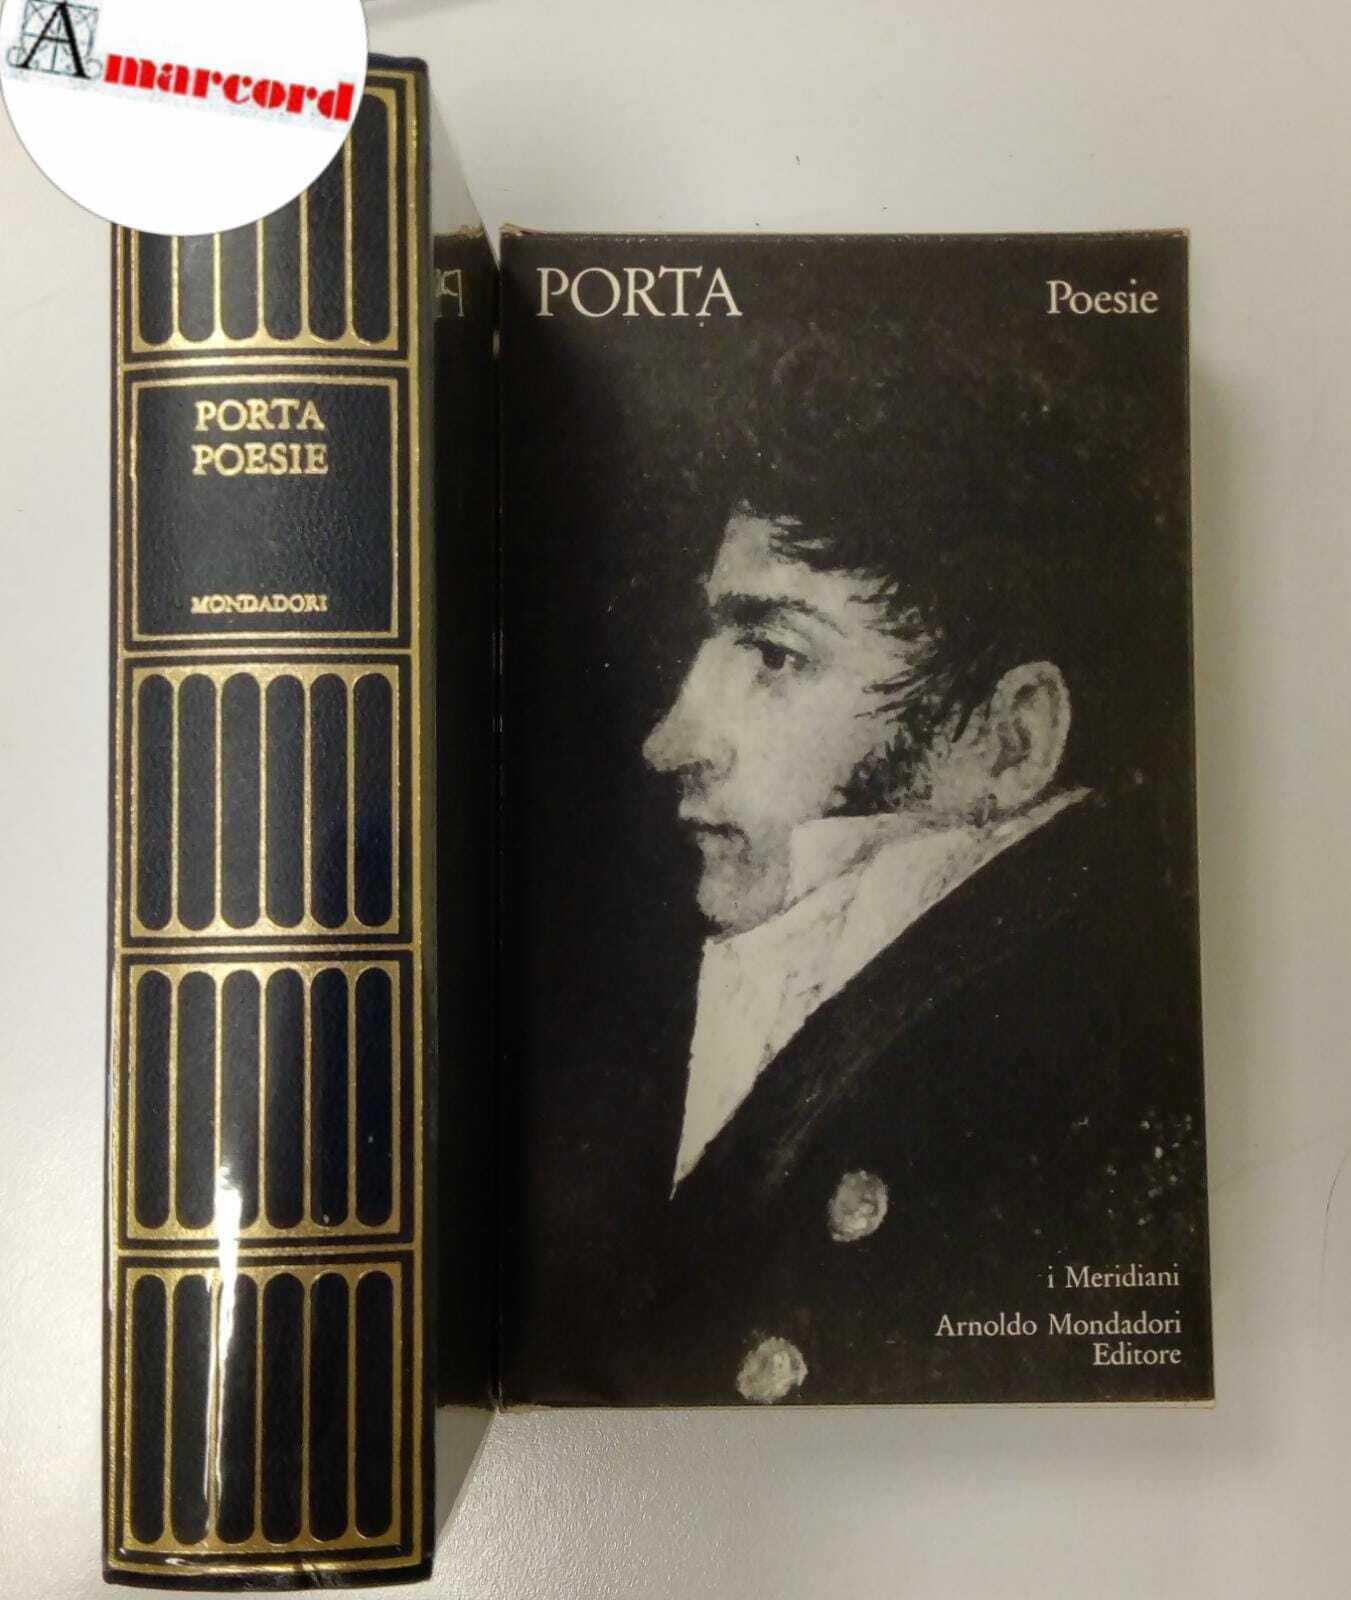 Amarcord
PORTA
POESIE
MONDADORI
PORTA
Poesie
i Meridiani
Arnoldo Mondadori
Editore